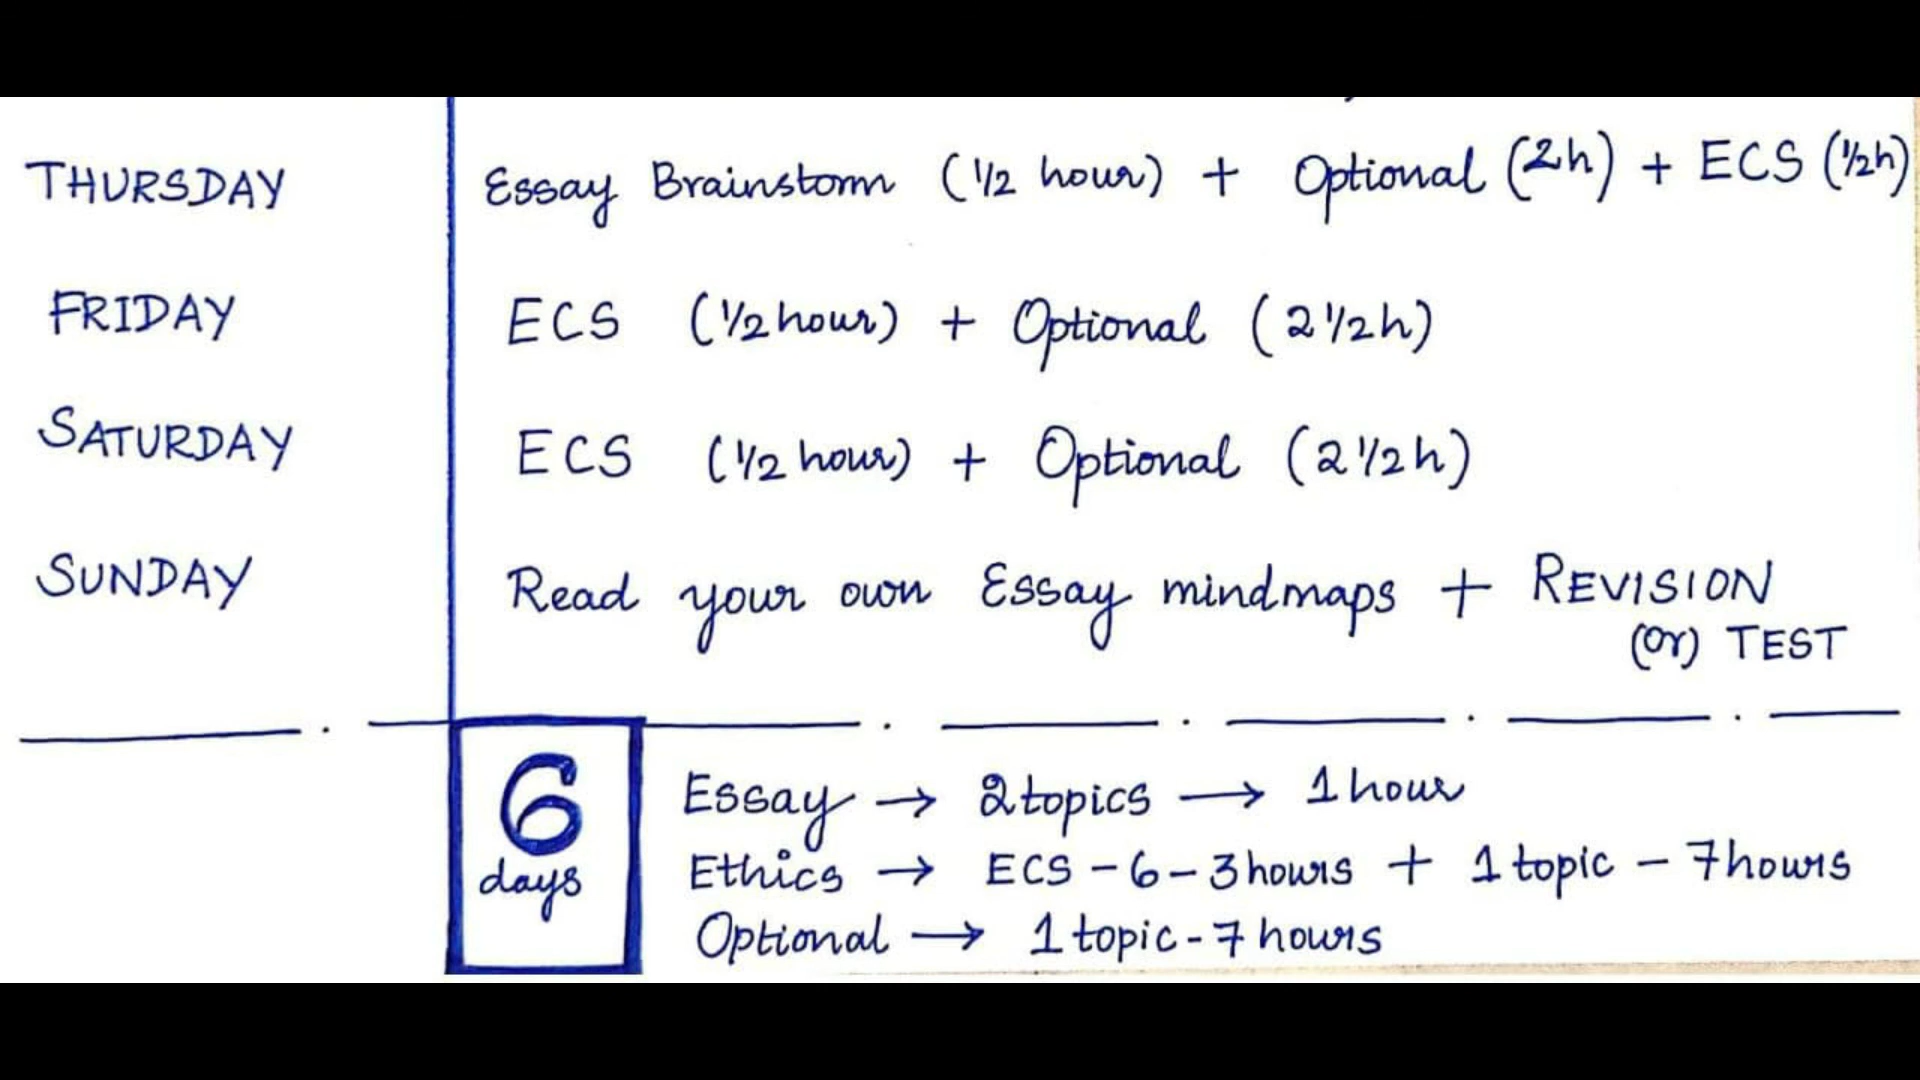 THURSDAY Essay Brainstorm (1/2 hour) + Optional (2h) + ECS (1/2h)
FRIDAY ECS (1/2 hour) + Optional (2 1/2h)
SATURDAY ECS (1/2 hour) + Optional (2 1/2h)
SUNDAY Read your own Essay mindmaps + REVISION
(or) TEST
6 days
Essay → 2 topics → 1 hour
Ethics → ECS - 6 - 3 hours + 1 topic - 7 hours
Optional → 1 topic - 7 hours